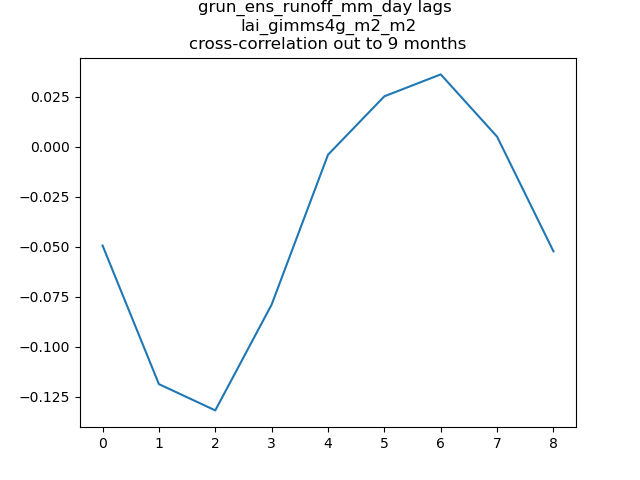 grun_ens_runoff_mm_day lags
lai_gimms4g_m2_m2
cross-correlation out to 9 months
0.025
0.000
−0.025
−0.050
−0.075
−0.100
−0.125
0 1 2 3 4 5 6 7 8